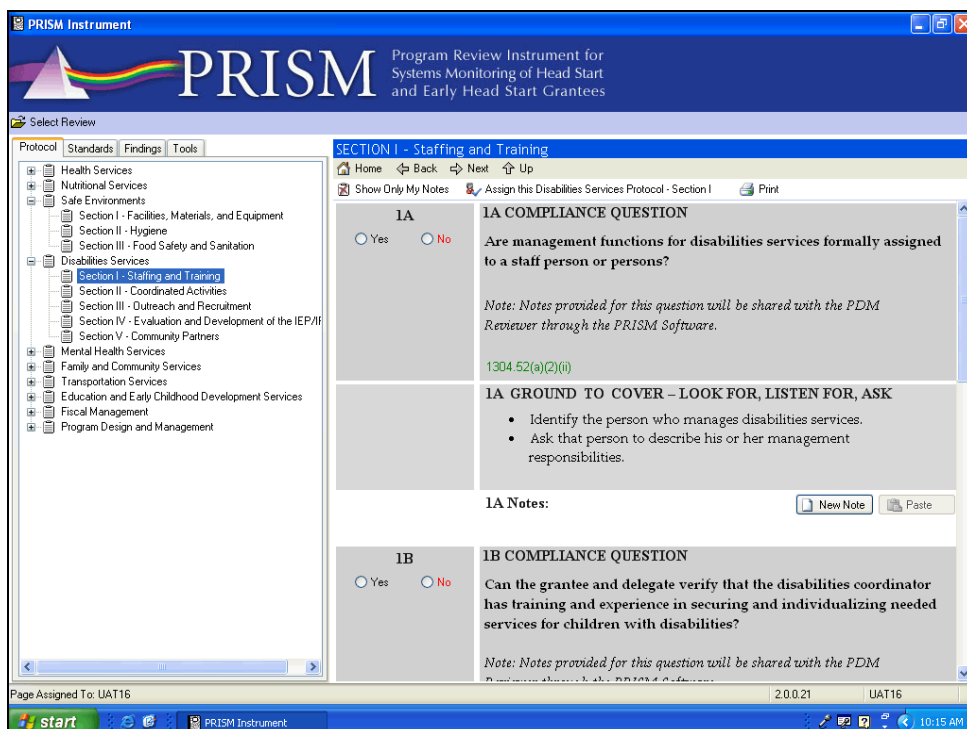 PRISM Instrument
PRISM
Program Review Instrument for
Systems Monitoring of Head Start
and Early Head Start Grantees
Select Review
Protocol Standards Findings Tools
Health Services
Nutritional Services
Safe Environments
Section I - Facilities, Materials, and Equipment
Section II - Hygiene
Section III - Food Safety and Sanitation
Disabilities Services
Section I - Staffing and Training
Section II - Coordinated Activities
Section III - Outreach and Recruitment
Section IV - Evaluation and Development of the IEP/IF
Section V - Community Partners
Mental Health Services
Family and Community Services
Transportation Services
Education and Early Childhood Development Services
Fiscal Management
Program Design and Management
SECTION I - Staffing and Training
Home Back Next Up
Show Only My Notes Assign this Disabilities Services Protocol - Section I Print
1A
Yes No
1A COMPLIANCE QUESTION
Are management functions for disabilities services formally assigned
to a staff person or persons?
Note: Notes provided for this question will be shared with the PDM
Reviewer through the PRISM Software.
1304.52(a)(2)(ii)
1A GROUND TO COVER – LOOK FOR, LISTEN FOR, ASK
• Identify the person who manages disabilities services.
• Ask that person to describe his or her management
responsibilities.
1A Notes:
New Note Paste
1B
Yes No
1B COMPLIANCE QUESTION
Can the grantee and delegate verify that the disabilities coordinator
has training and experience in securing and individualizing needed
services for children with disabilities?
Note: Notes provided for this question will be shared with the PDM
Reviewer through the PRISM Software.
Page Assigned To: UAT16 2.0.0.21 UAT16
start PRISM Instrument 10:15 AM